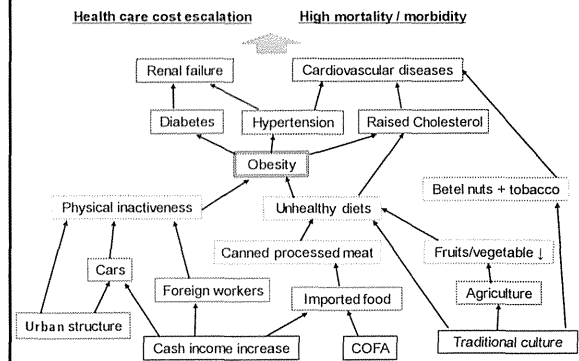 Health care cost escalation High mortality / morbidity
Renal failure Cardiovascular diseases
Diabetes Hypertension Raised Cholesterol
Obesity
Betel nuts + tobacco
Physical inactiveness Unhealthy diets
Canned processed meat Fruits/vegetable ↓
Cars
Foreign workers Imported food Agriculture
Urban structure
Cash income increase COFA Traditional culture